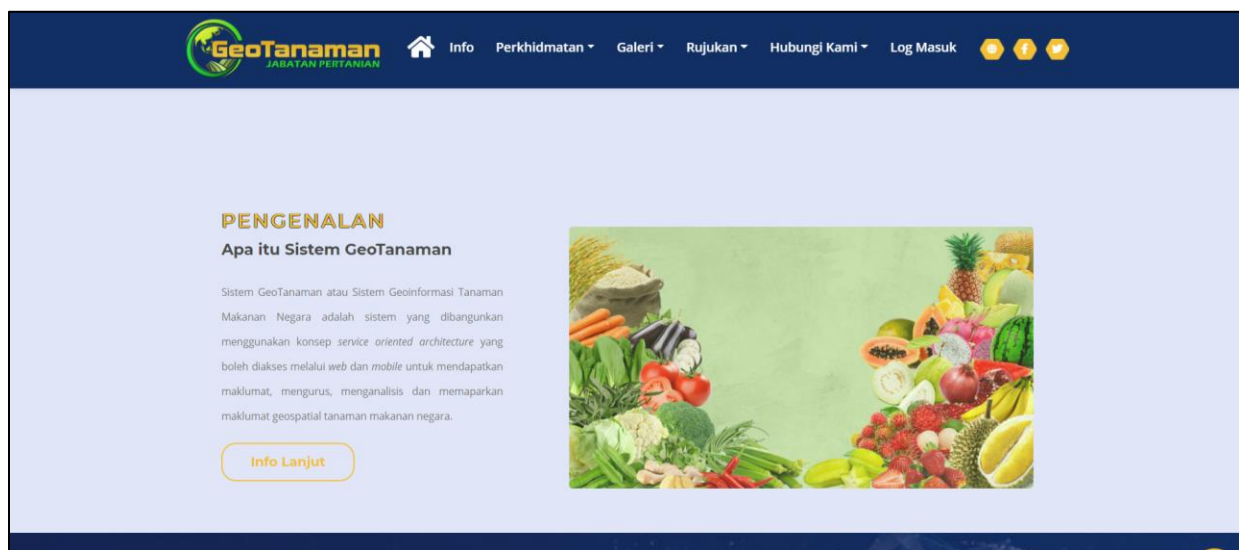 GeoTanaman
JABATAN PERTANIAN
Info Perkhidmatan Galeri Rujukan Hubungi Kami Log Masuk
PENGENALAN
Apa itu Sistem GeoTanaman
Sistem GeoTanaman atau Sistem Geoinformasi Tanaman
Makanan Negara adalah sistem yang dibangunkan
menggunakan konsep service oriented architecture yang
boleh diakses melalui web dan mobile untuk mendapatkan
maklumat, mengurus, menganalisis dan memaparkan
maklumat geospatial tanaman makanan negara.
Info Lanjut